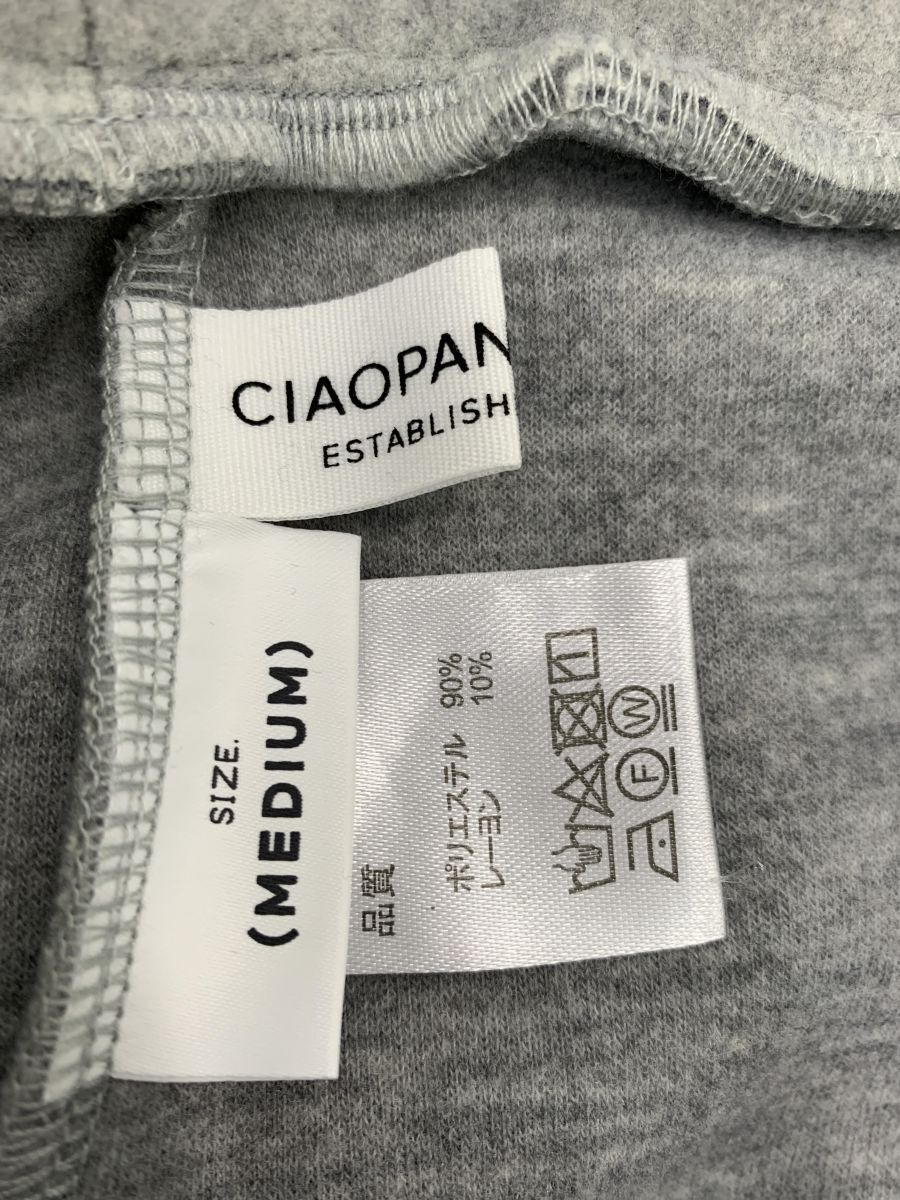 CIAOPAN
ESTABLISH
SIZE.
(MEDIUM)
品質
ポリエステル 90%
レーヨン 10%
F W